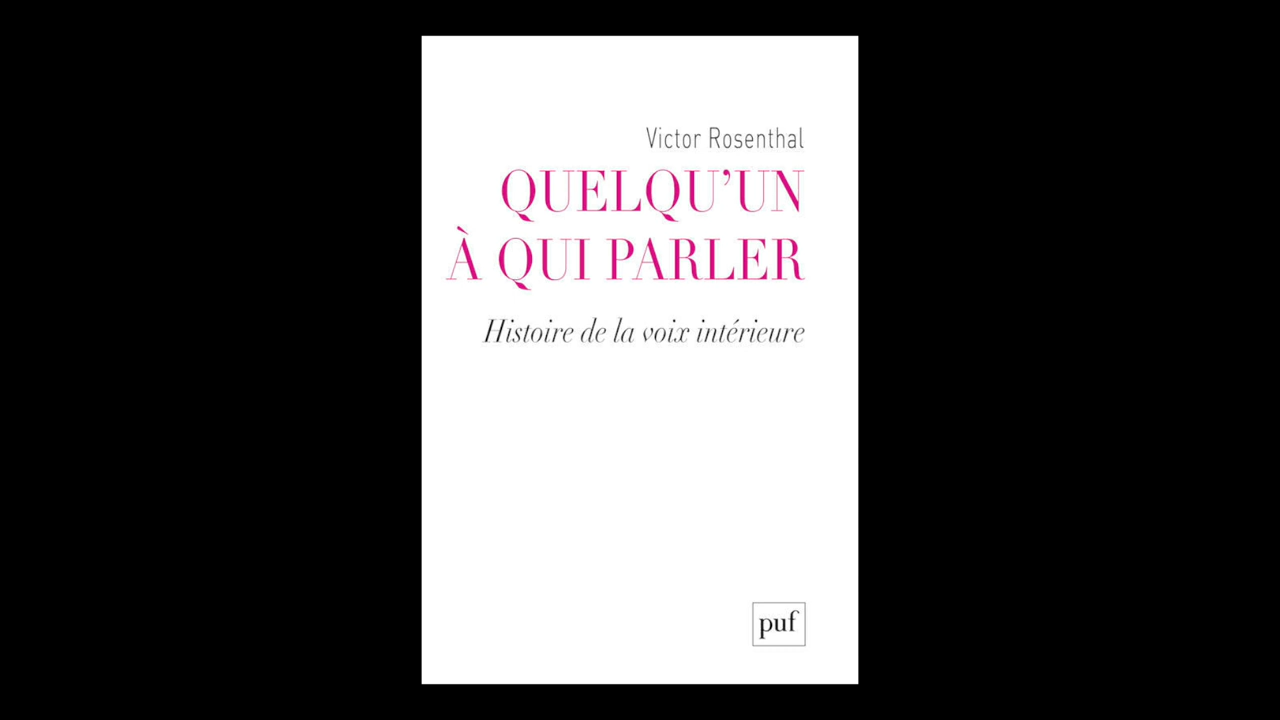 Victor Rosenthal
QUELQU’UN
À QUI PARLER
Histoire de la voix intérieure
puf